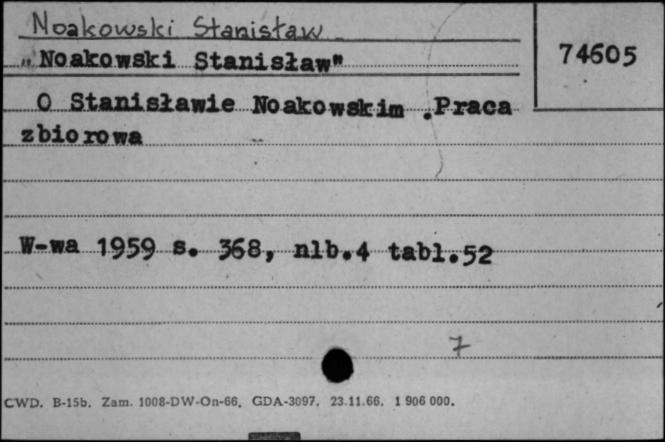 Noakowski Stanisław
„Noakowski Stanisław"
74605
O Stanisławie Noakowskim .Praca
zbiorowa
W-wa 1959 s. 368, nlb.4 tabl.52
7
CWD. B-15b. Zam. 1008-DW-On-66. GDA-3097. 23.11.66. 1 906 000.